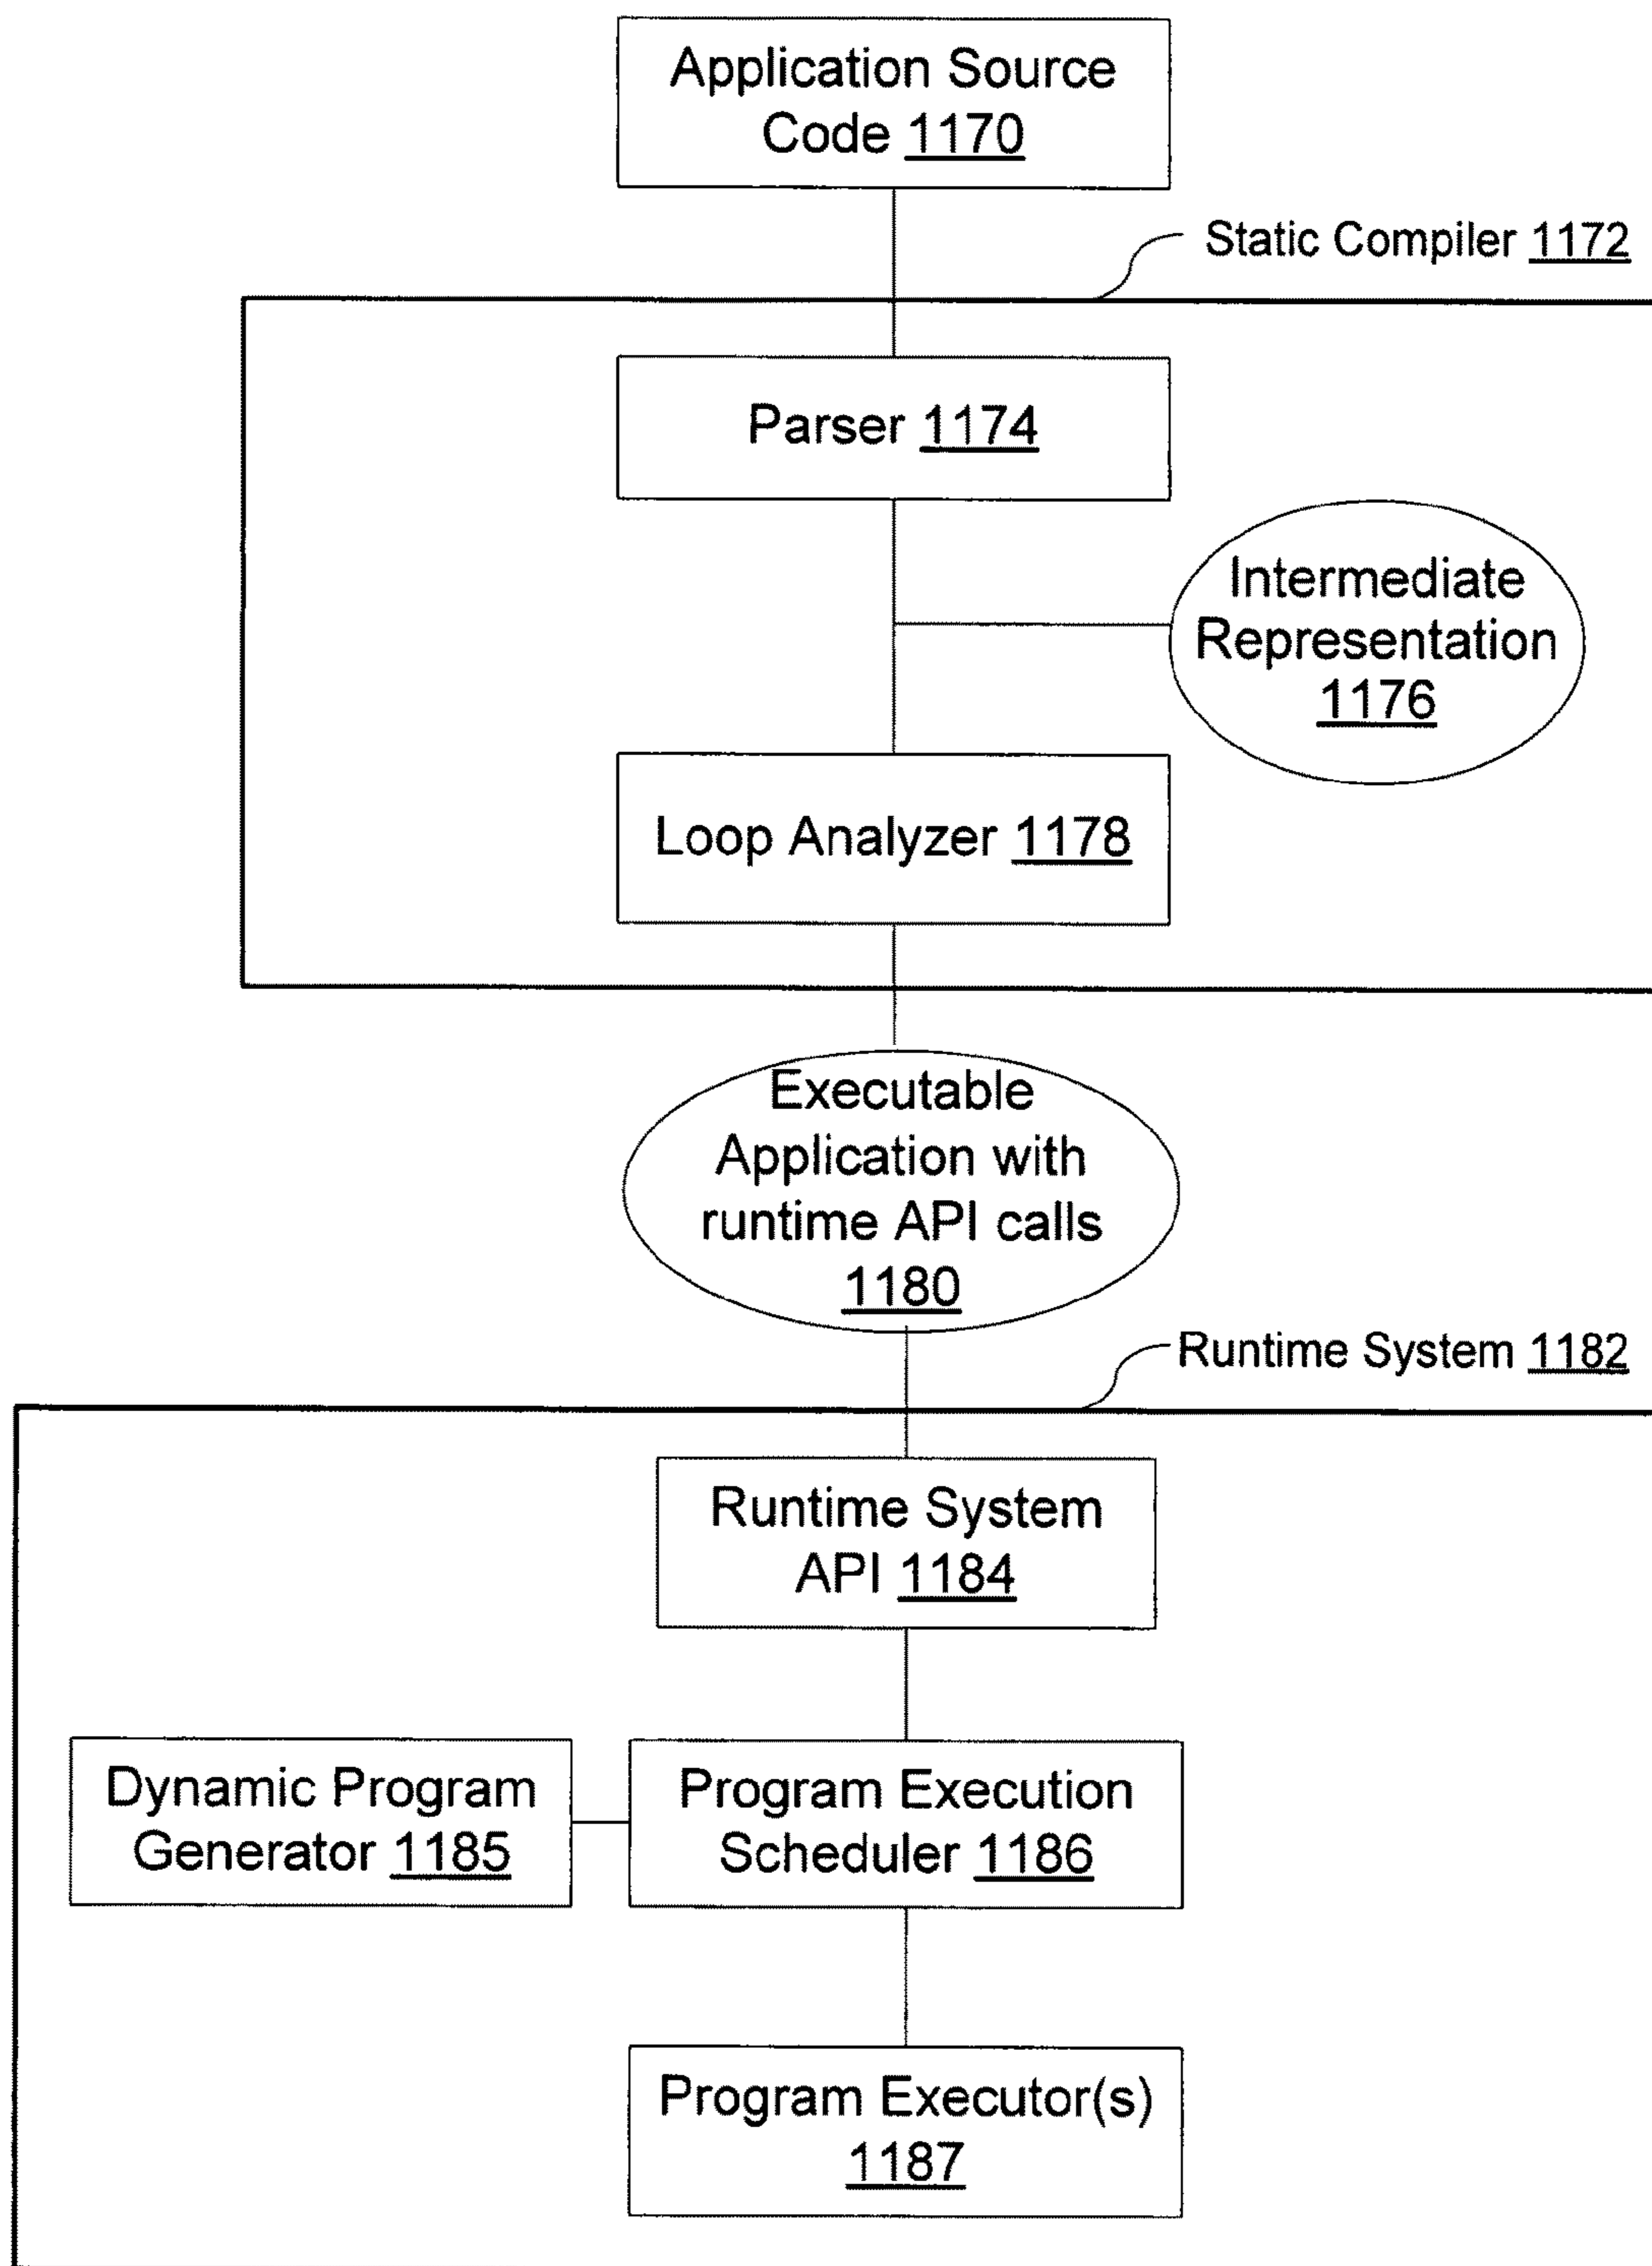 Application Source
Code 1170
Static Compiler 1172
Parser 1174
Intermediate
Representation
1176
Loop Analyzer 1178
Executable
Application with
runtime API calls
1180
Runtime System 1182
Runtime System
API 1184
Dynamic Program
Generator 1185
Program Execution
Scheduler 1186
Program Executor(s)
1187